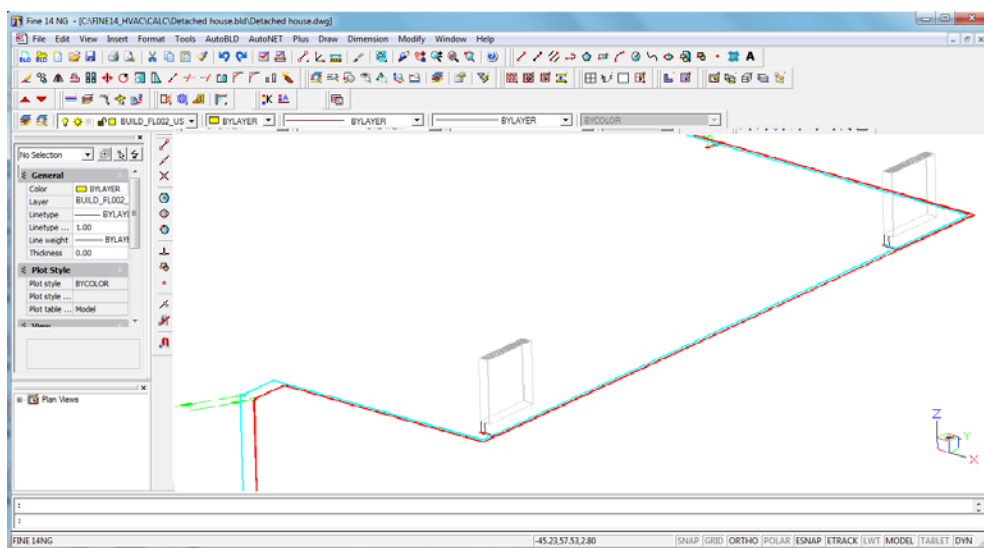 Fine 14 NG - [C:\FINE14_HVAC\CALC\Detached house.bld\Detached house.dwg]
File Edit View Insert Format Tools AutoBLD AutoNET Plus Draw Dimension Modify Window Help
BUILD_FL002_US BYLAYER BYLAYER BYLAYER BYCOLOR
No Selection
General
Color BYLAYER
Layer BUILD_FL002_
Linetype BYLAYE
Linetype ... 1.00
Line weight BYLAYE
Thickness 0.00
Plot Style
Plot style BYCOLOR
Plot style ...
Plot table ... Model
View
Plan Views
Z
Y
X
:
:
FINE 14NG -45.23,57.53,2.80 SNAP GRID ORTHO POLAR ESNAP ETRACK LWT MODEL TABLET DYN